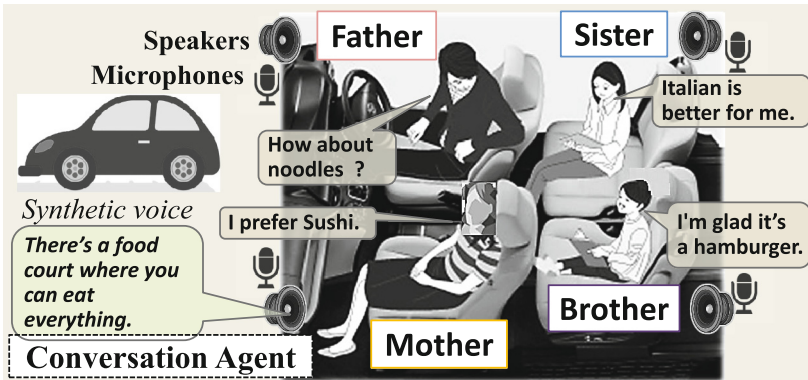 Speakers
Microphones
Father
Sister
Italian is
better for me.
How about
noodles ?
Synthetic voice
I prefer Sushi.
I'm glad it's
a hamburger.
There's a food
court where you
can eat
everything.
Brother
Mother
Conversation Agent